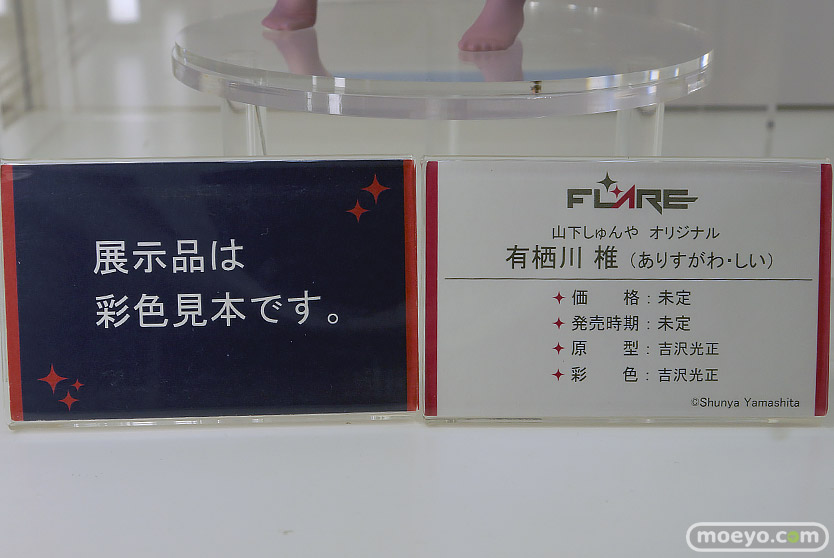 展示品は
彩色見本です。
FLARE
山下しゅんや オリジナル
有栖川 椎（ありすがわ・しい）
価　格：未定
発売時期：未定
原　型：吉沢光正
彩　色：吉沢光正
©Shunya Yamashita
moeyo.com